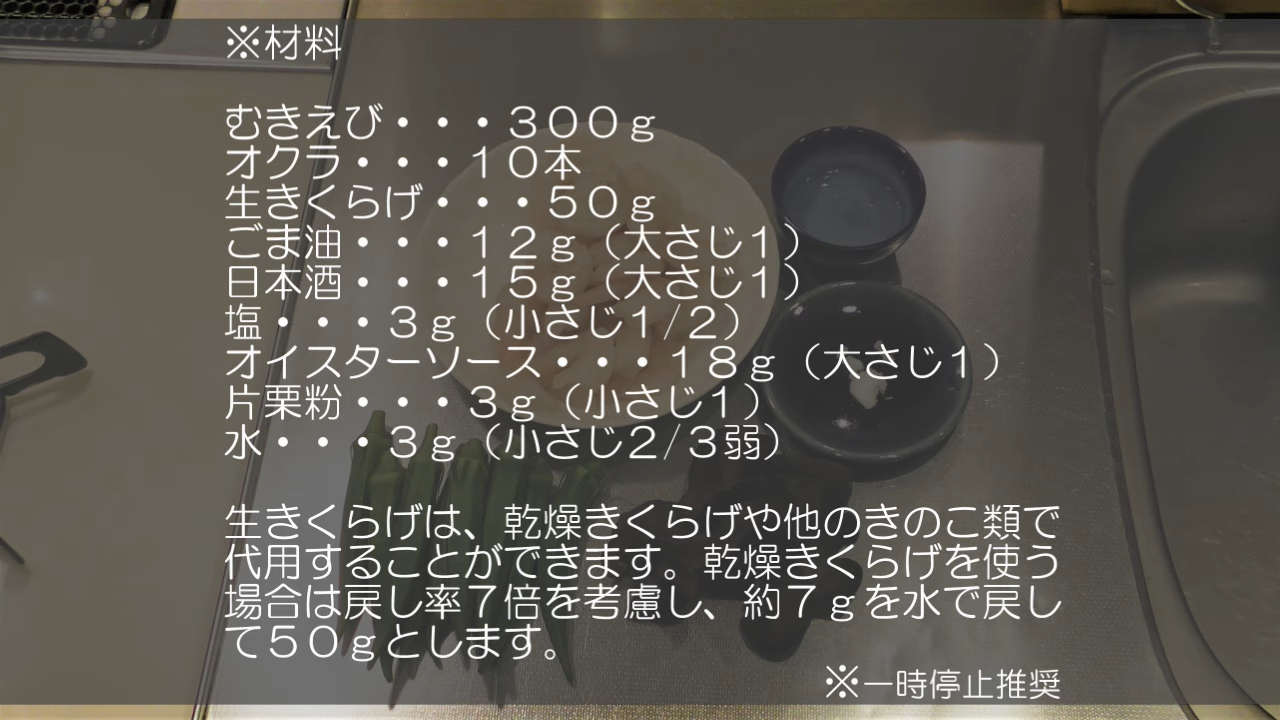 ※材料
むきえび・・・３００ｇ
オクラ・・・１０本
生きくらげ・・・５０ｇ
ごま油・・・１２ｇ（大さじ１）
日本酒・・・１５ｇ（大さじ１）
塩・・・３ｇ（小さじ１/２）
オイスターソース・・・１８ｇ（大さじ１）
片栗粉・・・３ｇ（小さじ１）
水・・・３ｇ（小さじ２/３弱）
生きくらげは、乾燥きくらげや他のきのこ類で
代用することができます。乾燥きくらげを使う
場合は戻し率７倍を考慮し、約７ｇを水で戻し
て５０ｇとします。
※一時停止推奨